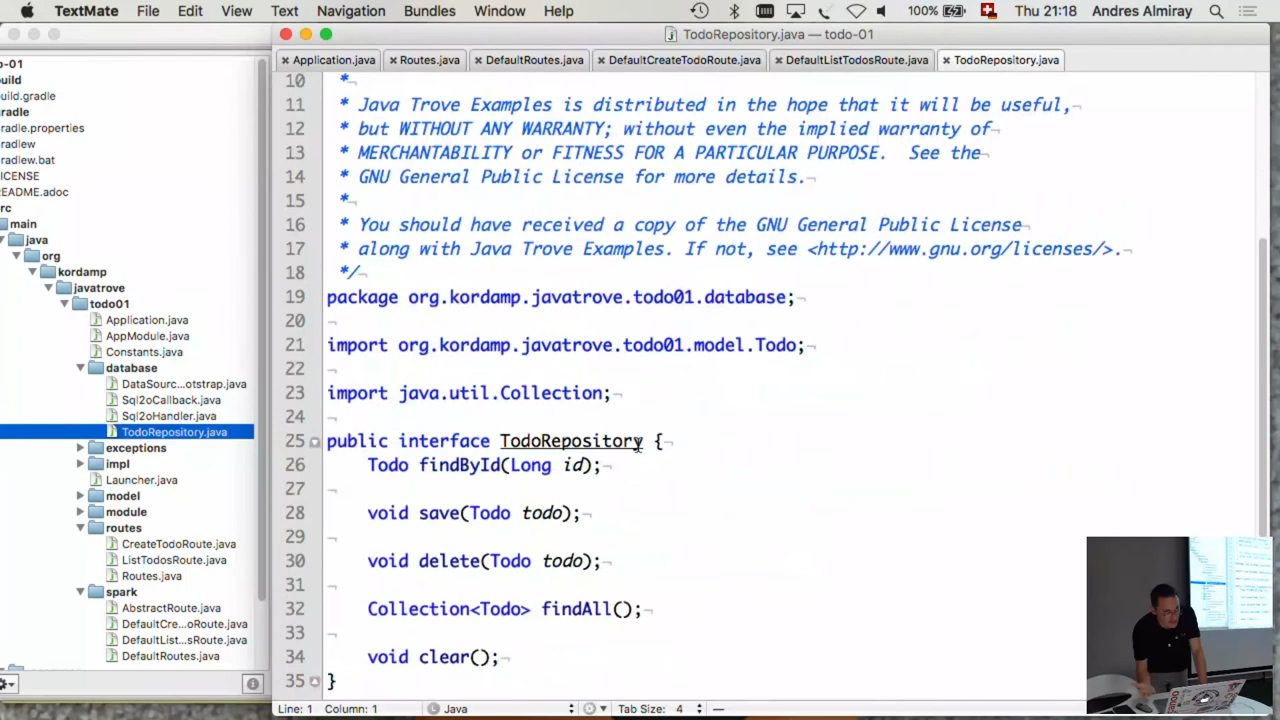 TextMate File Edit View Text Navigation Bundles Window Help 100% Thu 21:18 Andres Almiray
TodoRepository.java — todo-01
Application.java Routes.java DefaultRoutes.java DefaultCreateTodoRoute.java DefaultListTodosRoute.java TodoRepository.java
o-01
uild
uild.gradle
radle
radle.properties
radlew
radlew.bat
ICENSE
EADME.adoc
rc
main
java
org
kordamp
javatrove
todo01
Application.java
AppModule.java
Constants.java
database
DataSourc...otstrap.java
Sql2oCallback.java
Sql2oHandler.java
TodoRepository.java
exceptions
impl
Launcher.java
model
module
routes
CreateTodoRoute.java
ListTodosRoute.java
Routes.java
spark
AbstractRoute.java
DefaultCre...oRoute.java
DefaultList...sRoute.java
DefaultRoutes.java
10 *
11 * Java Trove Examples is distributed in the hope that it will be useful,¬
12 * but WITHOUT ANY WARRANTY; without even the implied warranty of¬
13 * MERCHANTABILITY or FITNESS FOR A PARTICULAR PURPOSE.  See the¬
14 * GNU General Public License for more details.¬
15 *¬
16 * You should have received a copy of the GNU General Public License¬
17 * along with Java Trove Examples. If not, see <http://www.gnu.org/licenses/>.¬
18 */¬
19 package org.kordamp.javatrove.todo01.database;¬
20 ¬
21 import org.kordamp.javatrove.todo01.model.Todo;¬
22 ¬
23 import java.util.Collection;¬
24 ¬
25 public interface TodoRepository {¬
26 Todo findById(Long id);¬
27 ¬
28 void save(Todo todo);¬
29 ¬
30 void delete(Todo todo);¬
31 ¬
32 Collection<Todo> findAll();¬
33 ¬
34 void clear();¬
35 }
Line: 1 Column: 1 Java Tab Size: 4 —